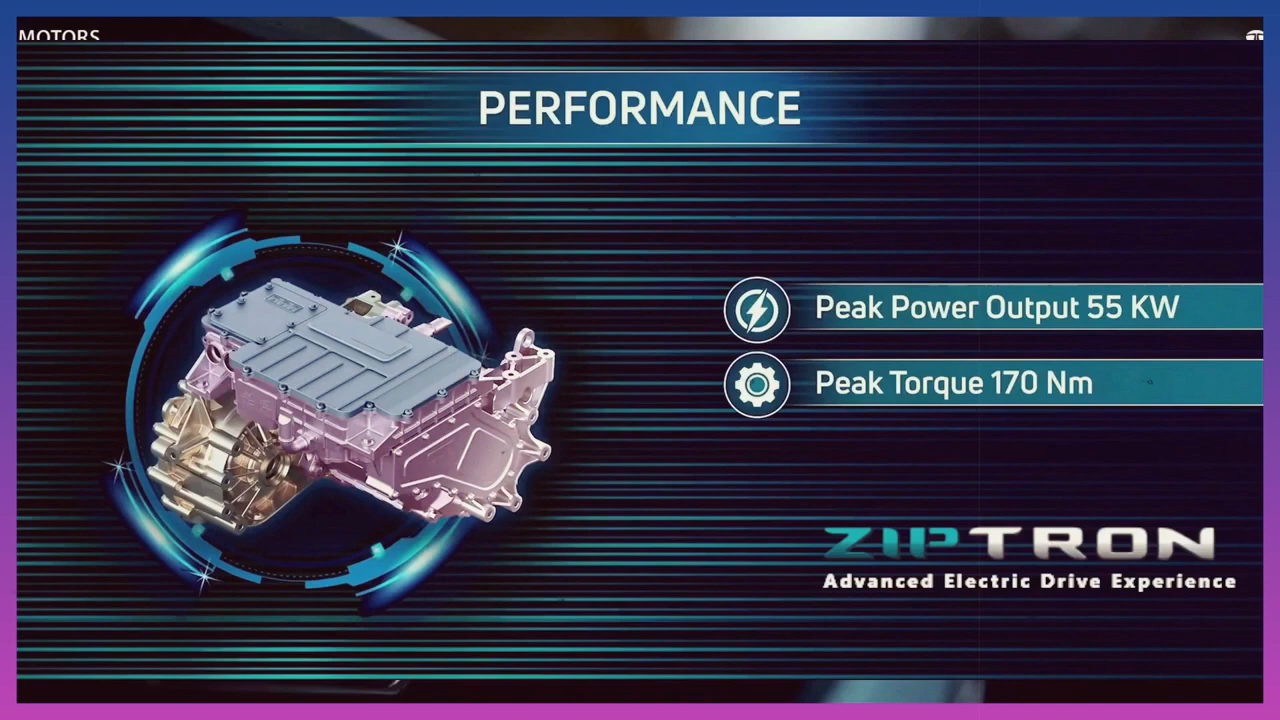 MOTORS
PERFORMANCE
Peak Power Output 55 KW
Peak Torque 170 Nm
ZIPTRON
Advanced Electric Drive Experience